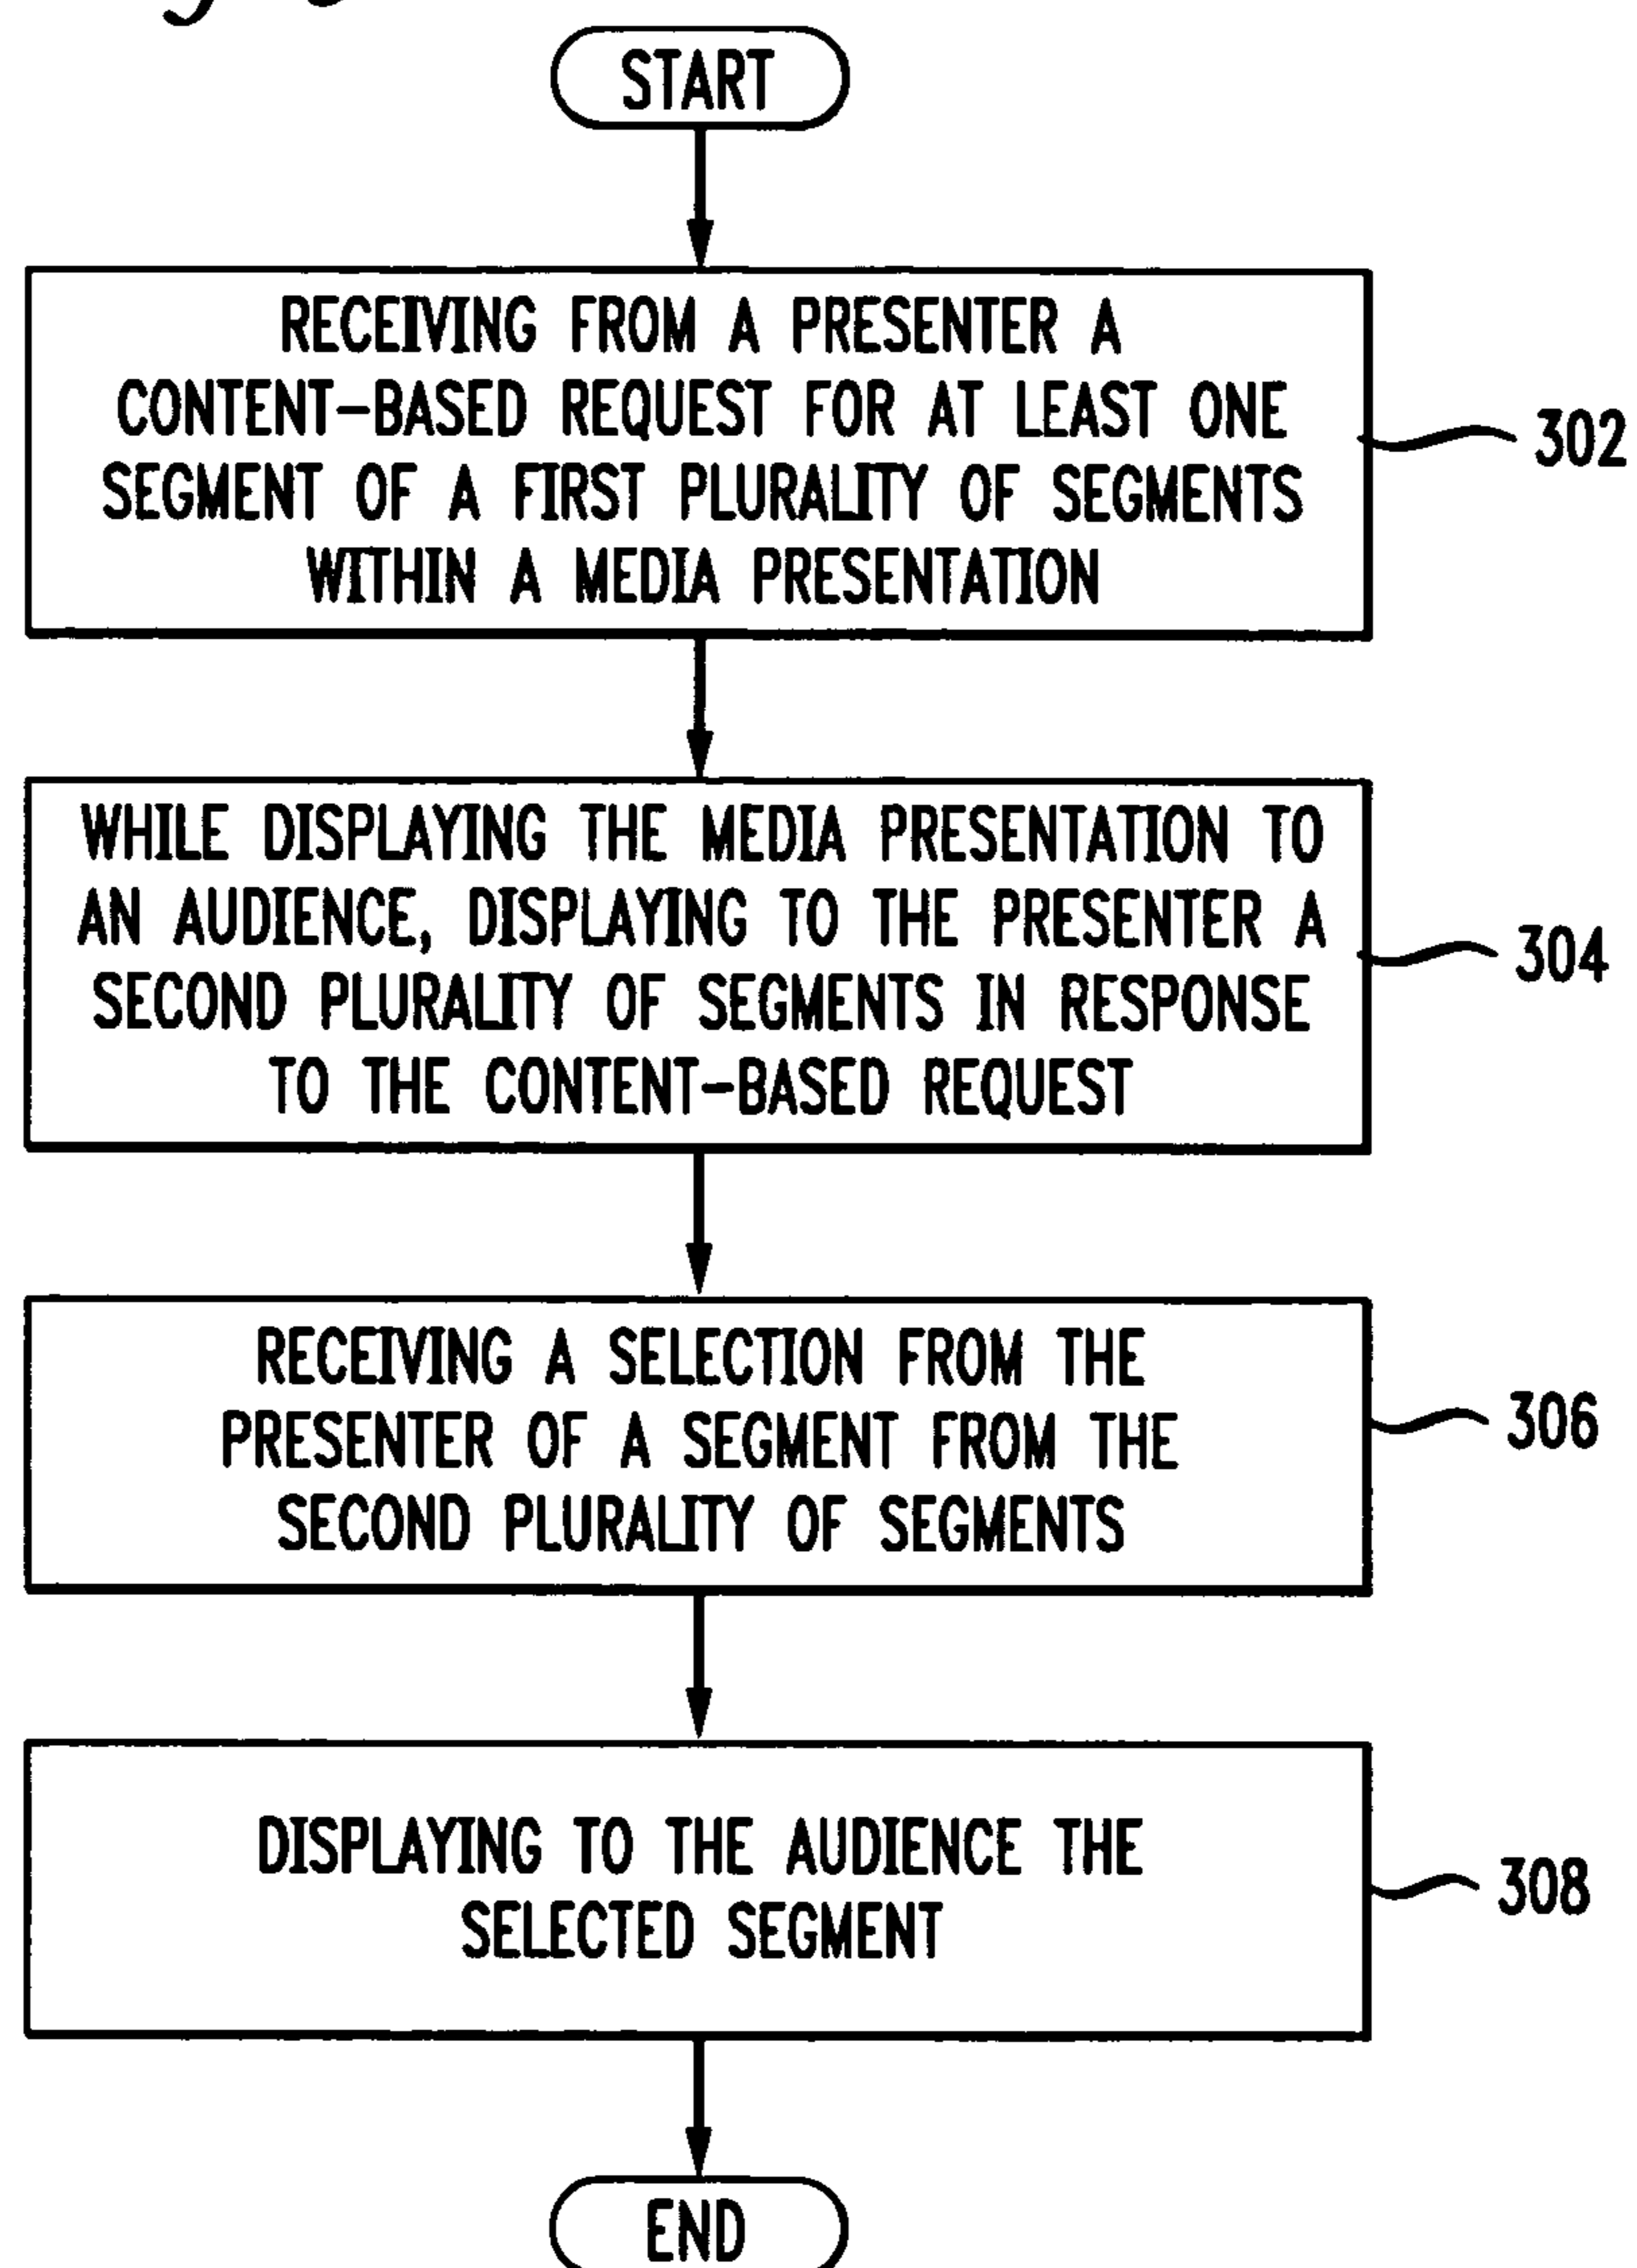 START
RECEIVING FROM A PRESENTER A
CONTENT-BASED REQUEST FOR AT LEAST ONE
SEGMENT OF A FIRST PLURALITY OF SEGMENTS
WITHIN A MEDIA PRESENTATION
302
WHILE DISPLAYING THE MEDIA PRESENTATION TO
AN AUDIENCE, DISPLAYING TO THE PRESENTER A
SECOND PLURALITY OF SEGMENTS IN RESPONSE
TO THE CONTENT-BASED REQUEST
304
RECEIVING A SELECTION FROM THE
PRESENTER OF A SEGMENT FROM THE
SECOND PLURALITY OF SEGMENTS
306
DISPLAYING TO THE AUDIENCE THE
SELECTED SEGMENT
308
END